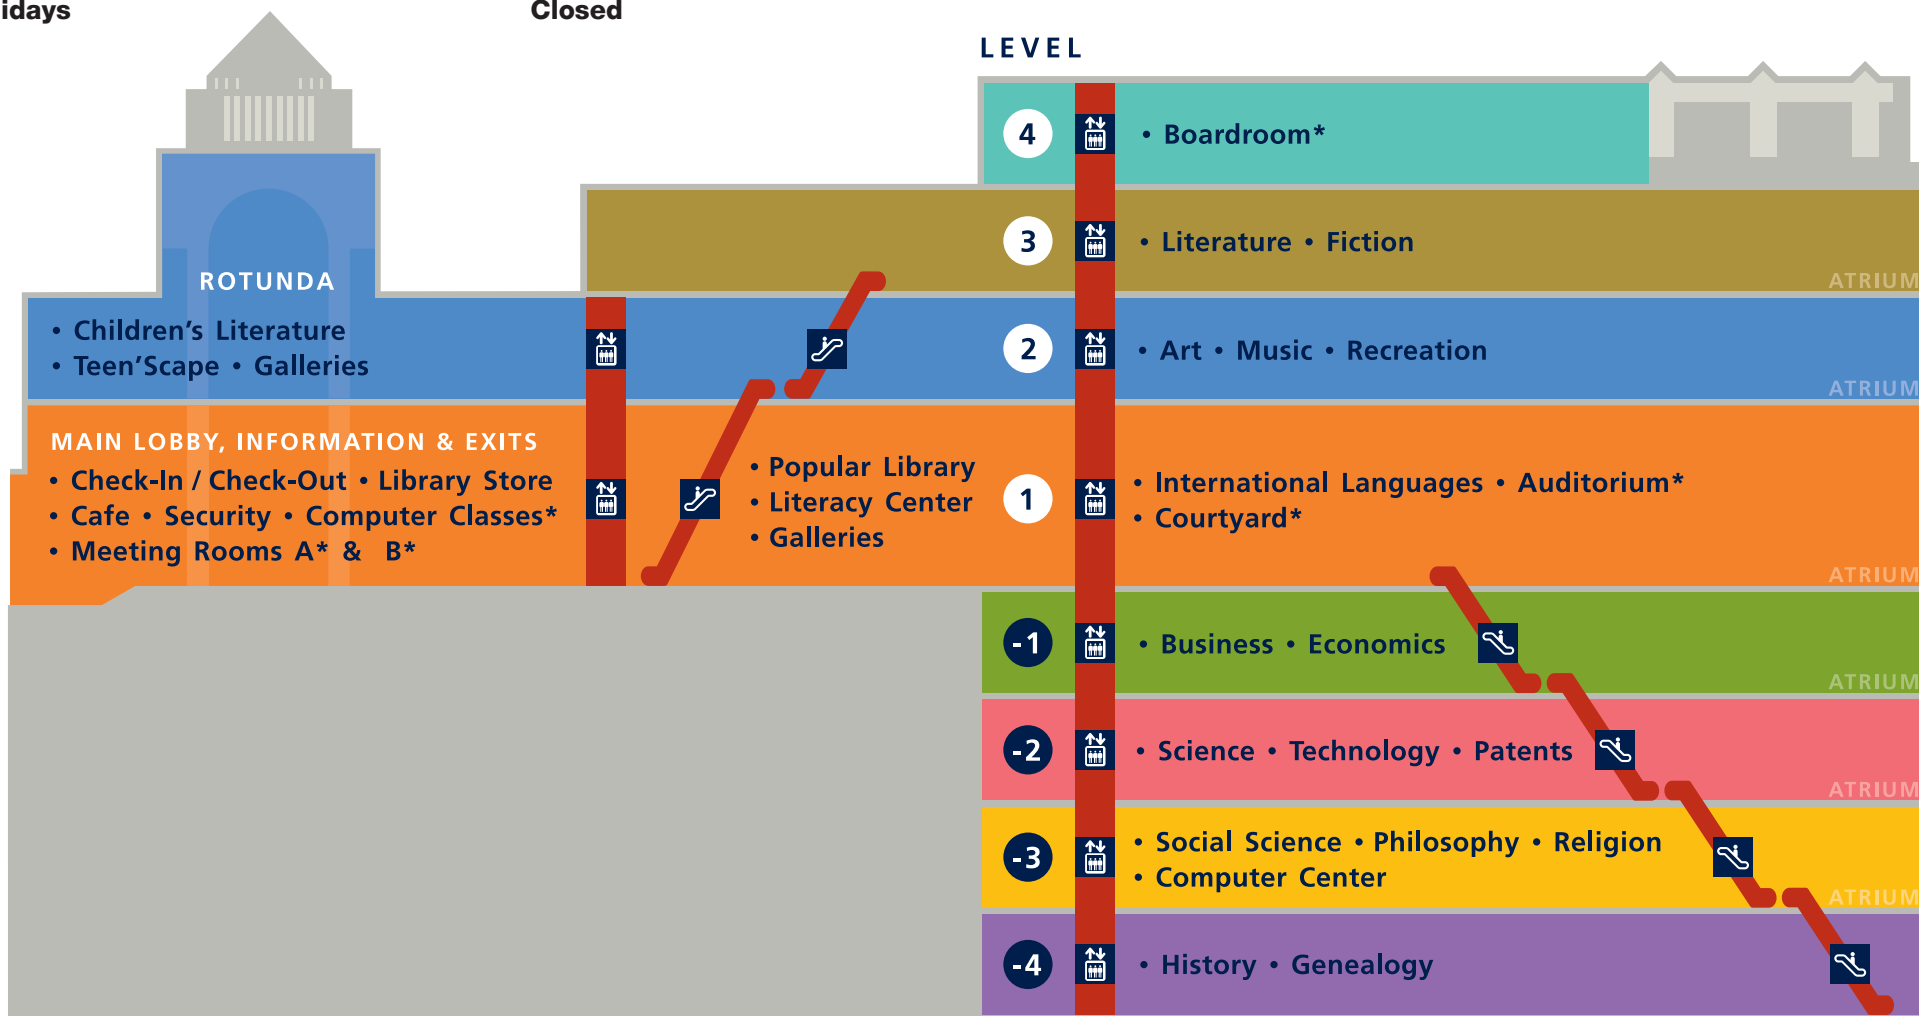 idays
Closed
LEVEL
4
• Boardroom*
3
• Literature • Fiction
ATRIUM
ROTUNDA
• Children’s Literature
• Teen’Scape • Galleries
2
• Art • Music • Recreation
ATRIUM
MAIN LOBBY, INFORMATION & EXITS
• Check-In / Check-Out • Library Store
• Cafe • Security • Computer Classes*
• Meeting Rooms A* & B*
• Popular Library
• Literacy Center
• Galleries
1
• International Languages • Auditorium*
• Courtyard*
ATRIUM
-1
• Business • Economics
ATRIUM
-2
• Science • Technology • Patents
ATRIUM
-3
• Social Science • Philosophy • Religion
• Computer Center
ATRIUM
-4
• History • Genealogy